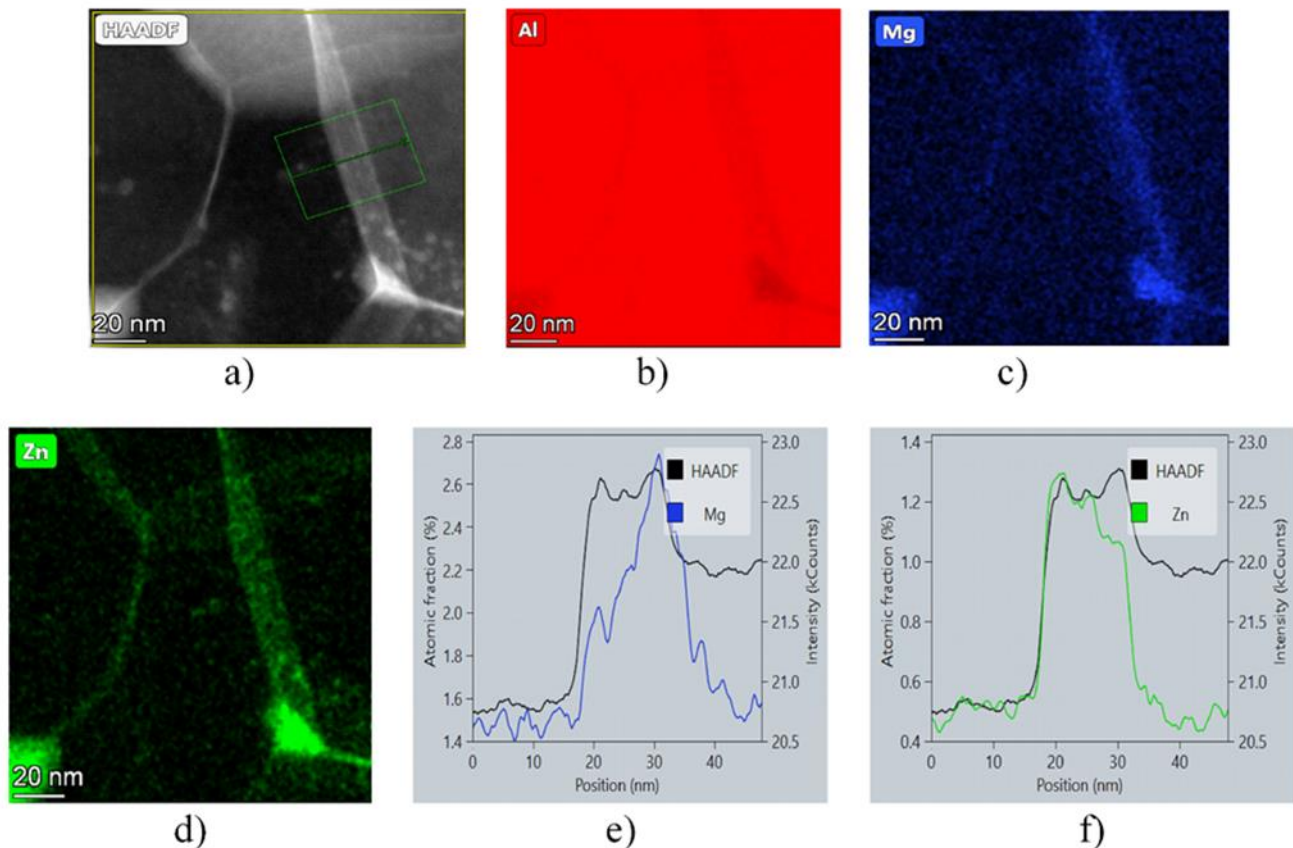 HAADF
20 nm
a)
Al
20 nm
b)
Mg
20 nm
c)
Zn
20 nm
d)
2.8
2.6
2.4
2.2
2.0
1.8
1.6
1.4
Atomic fraction (%)
HAADF
Mg
23.0
22.5
22.0
21.5
21.0
20.5
Intensity (kCounts)
0 10 20 30 40
Position (nm)
e)
1.4
1.2
1.0
0.8
0.6
0.4
Atomic fraction (%)
HAADF
Zn
23.0
22.5
22.0
21.5
21.0
20.5
Intensity (kCounts)
0 10 20 30 40
Position (nm)
f)